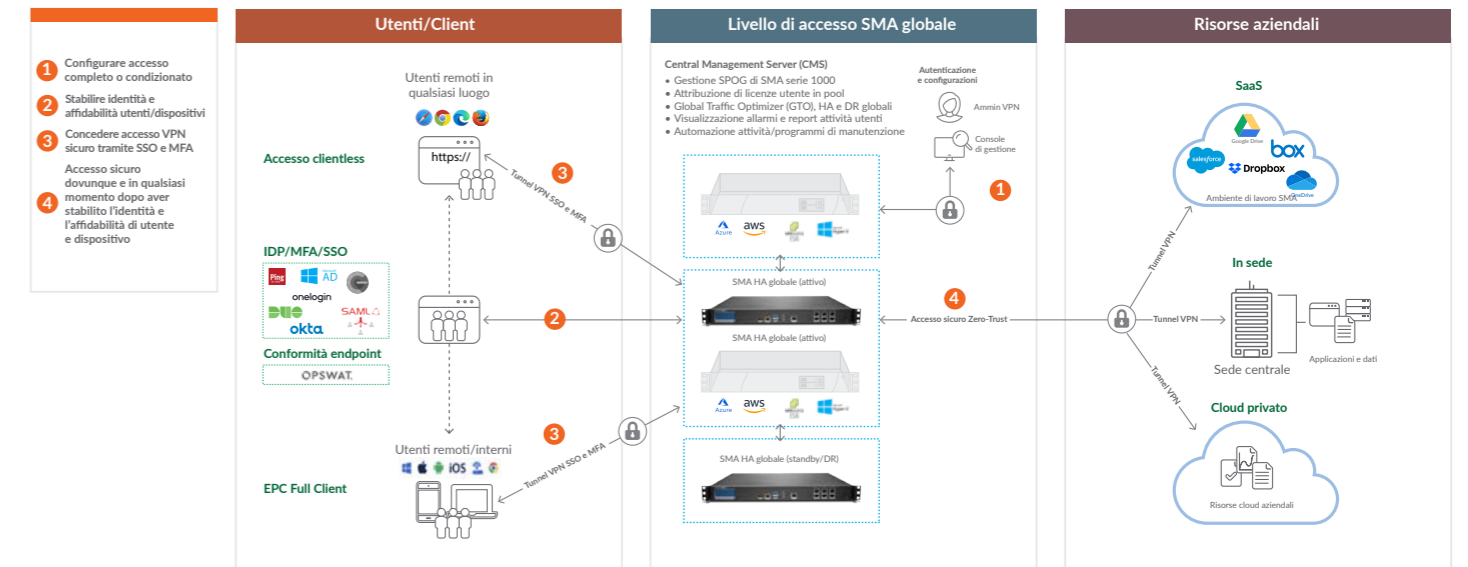 1 Configurare accesso
completo o condizionato
2 Stabilire identità e
affidabilità utenti/dispositivi
3 Concedere accesso VPN
sicuro tramite SSO e MFA
4 Accesso sicuro
dovunque e in qualsiasi
momento dopo aver
stabilito l'identità e
l'affidabilità di utente
e dispositivo
Utenti/Client
Utenti remoti in
qualsiasi luogo
Accesso clientless
https://
3
Tunnel VPN SSO e MFA
IDP/MFA/SSO
Ping
AD
onelogin
DUO
SAML
okta
2
Conformità endpoint
OPSWAT.
Utenti remoti/interni
iOS
EPC Full Client
3
Tunnel VPN SSO e MFA
Livello di accesso SMA globale
Central Management Server (CMS)
• Gestione SPOG di SMA serie 1000
• Attribuzione di licenze utente in pool
• Global Traffic Optimizer (GTO), HA e DR globali
• Visualizzazione allarmi e report attività utenti
• Automazione attività/programmi di manutenzione
Autenticazione
e configurazioni
Ammin VPN
Console
di gestione
1
Azure
aws
SMA HA globale (attivo)
SMA HA globale (attivo)
Azure
aws
SMA HA globale (standby/DR)
4
Accesso sicuro Zero-Trust
Risorse aziendali
SaaS
Google Drive
salesforce
box
Dropbox
OneDrive
Ambiente di lavoro SMA
Tunnel VPN
In sede
Tunnel VPN
Sede centrale
Applicazioni e dati
Tunnel VPN
Cloud privato
Risorse cloud aziendali